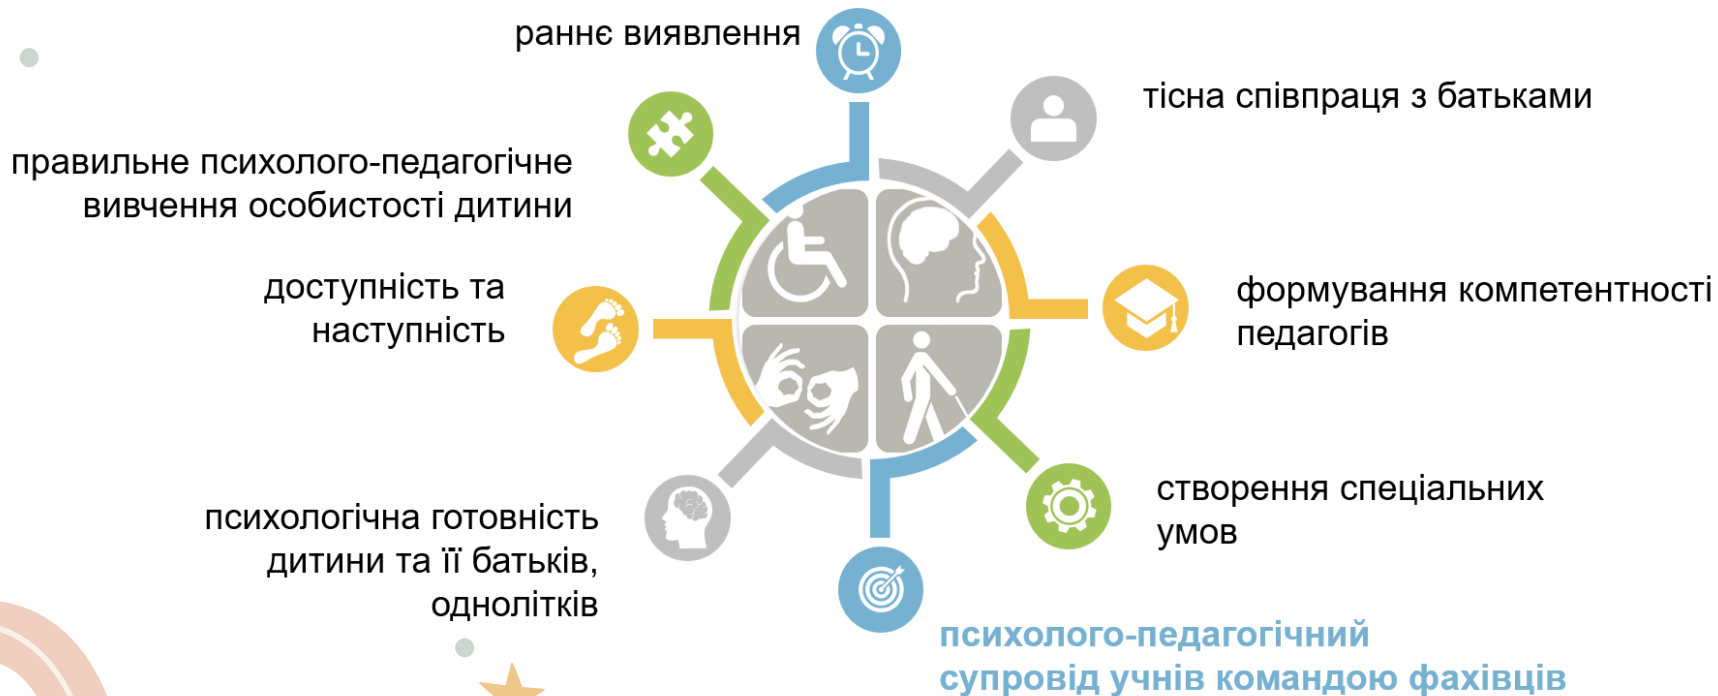 раннє виявлення
тісна співпраця з батьками
правильне психолого-педагогічне
вивчення особистості дитини
доступність та
наступність
формування компетентності
педагогів
створення спеціальних
умов
психологічна готовність
дитини та її батьків,
однолітків
психолого-педагогічний
супровід учнів командою фахівців